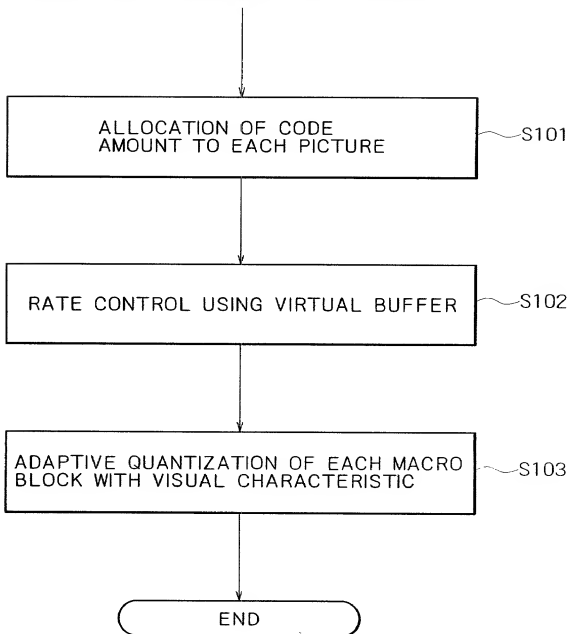 ALLOCATION OF CODE
AMOUNT TO EACH PICTURE
S101
RATE CONTROL USING VIRTUAL BUFFER
S102
ADAPTIVE QUANTIZATION OF EACH MACRO
BLOCK WITH VISUAL CHARACTERISTIC
S103
END